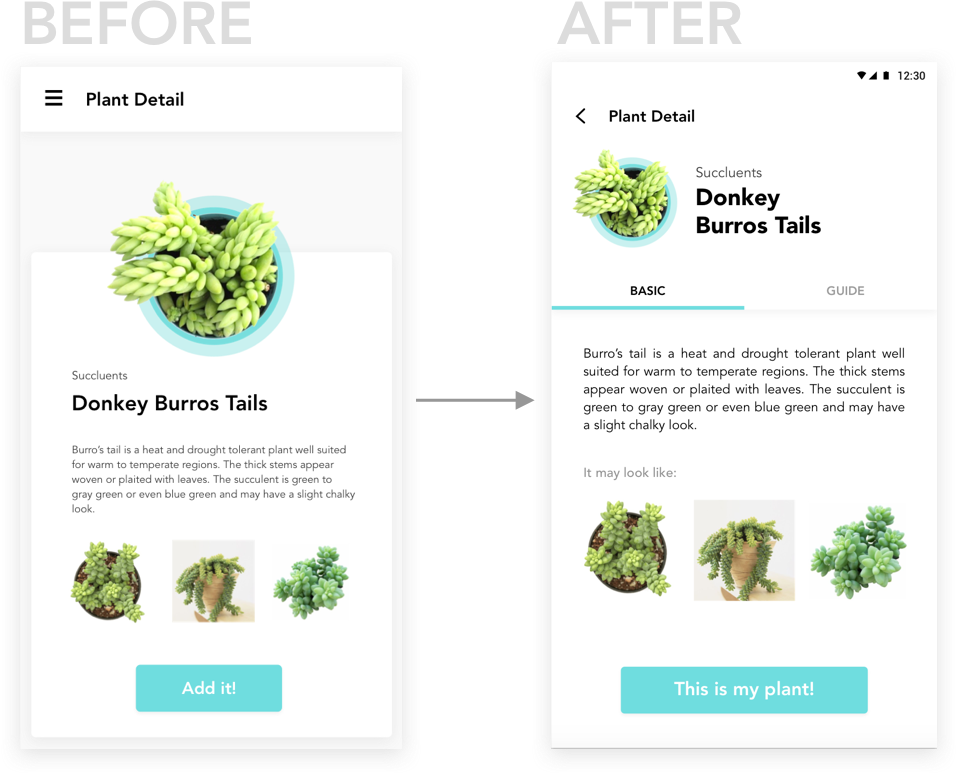 BEFORE
Plant Detail
Succluents
Donkey Burros Tails
Burro’s tail is a heat and drought tolerant plant well suited
for warm to temperate regions. The thick stems appear
woven or plaited with leaves. The succulent is green to
gray green or even blue green and may have a slight chalky
look.
Add it!
AFTER
12:30
Plant Detail
Succluents
Donkey
Burros Tails
BASIC
GUIDE
Burro’s tail is a heat and drought tolerant plant well
suited for warm to temperate regions. The thick stems
appear woven or plaited with leaves. The succulent is
green to gray green or even blue green and may have
a slight chalky look.
It may look like:
This is my plant!